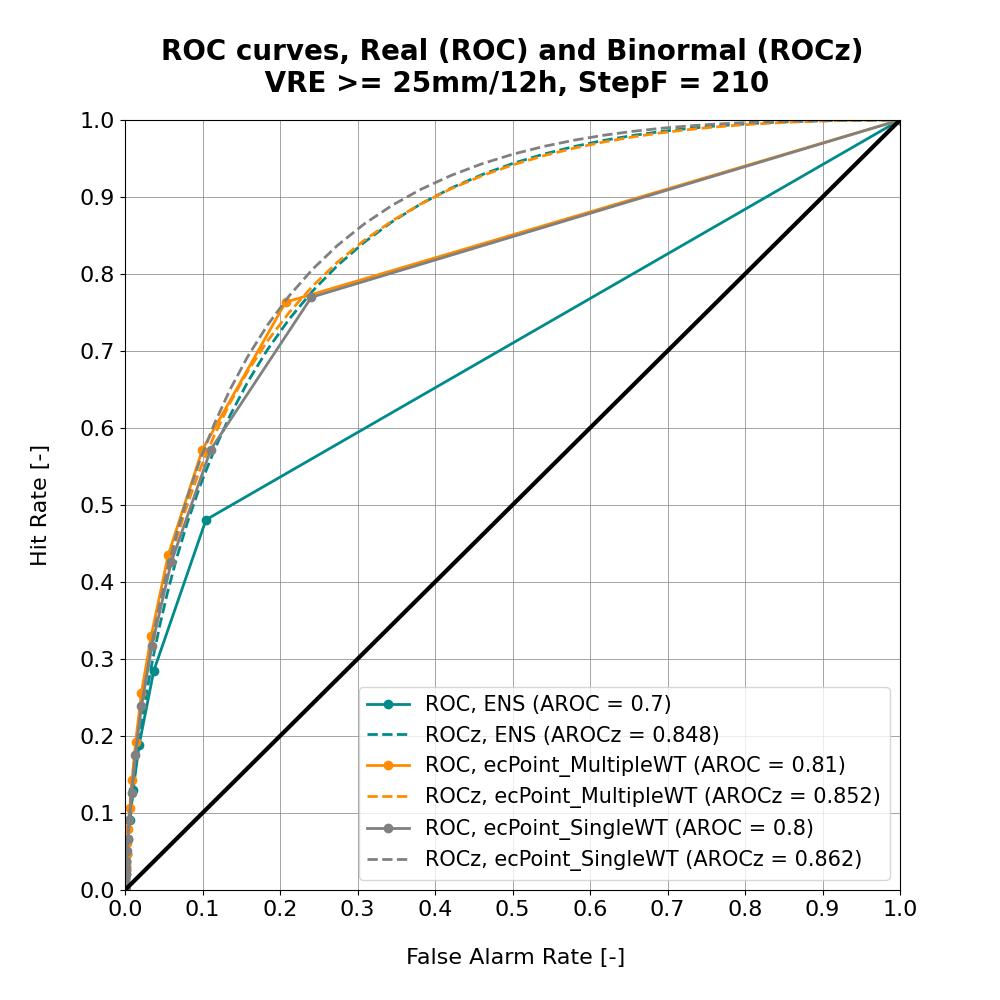 ROC curves, Real (ROC) and Binormal (ROCz)
VRE >= 25mm/12h, StepF = 210
1.0
0.9
0.8
0.7
0.6
0.5
0.4
0.3
0.2
0.1
0.0
Hit Rate [-]
ROC, ENS (AROC = 0.7)
ROCz, ENS (AROCz = 0.848)
ROC, ecPoint_MultipleWT (AROC = 0.81)
ROCz, ecPoint_MultipleWT (AROCz = 0.852)
ROC, ecPoint_SingleWT (AROC = 0.8)
ROCz, ecPoint_SingleWT (AROCz = 0.862)
0.0 0.1 0.2 0.3 0.4 0.5 0.6 0.7 0.8 0.9 1.0
False Alarm Rate [-]